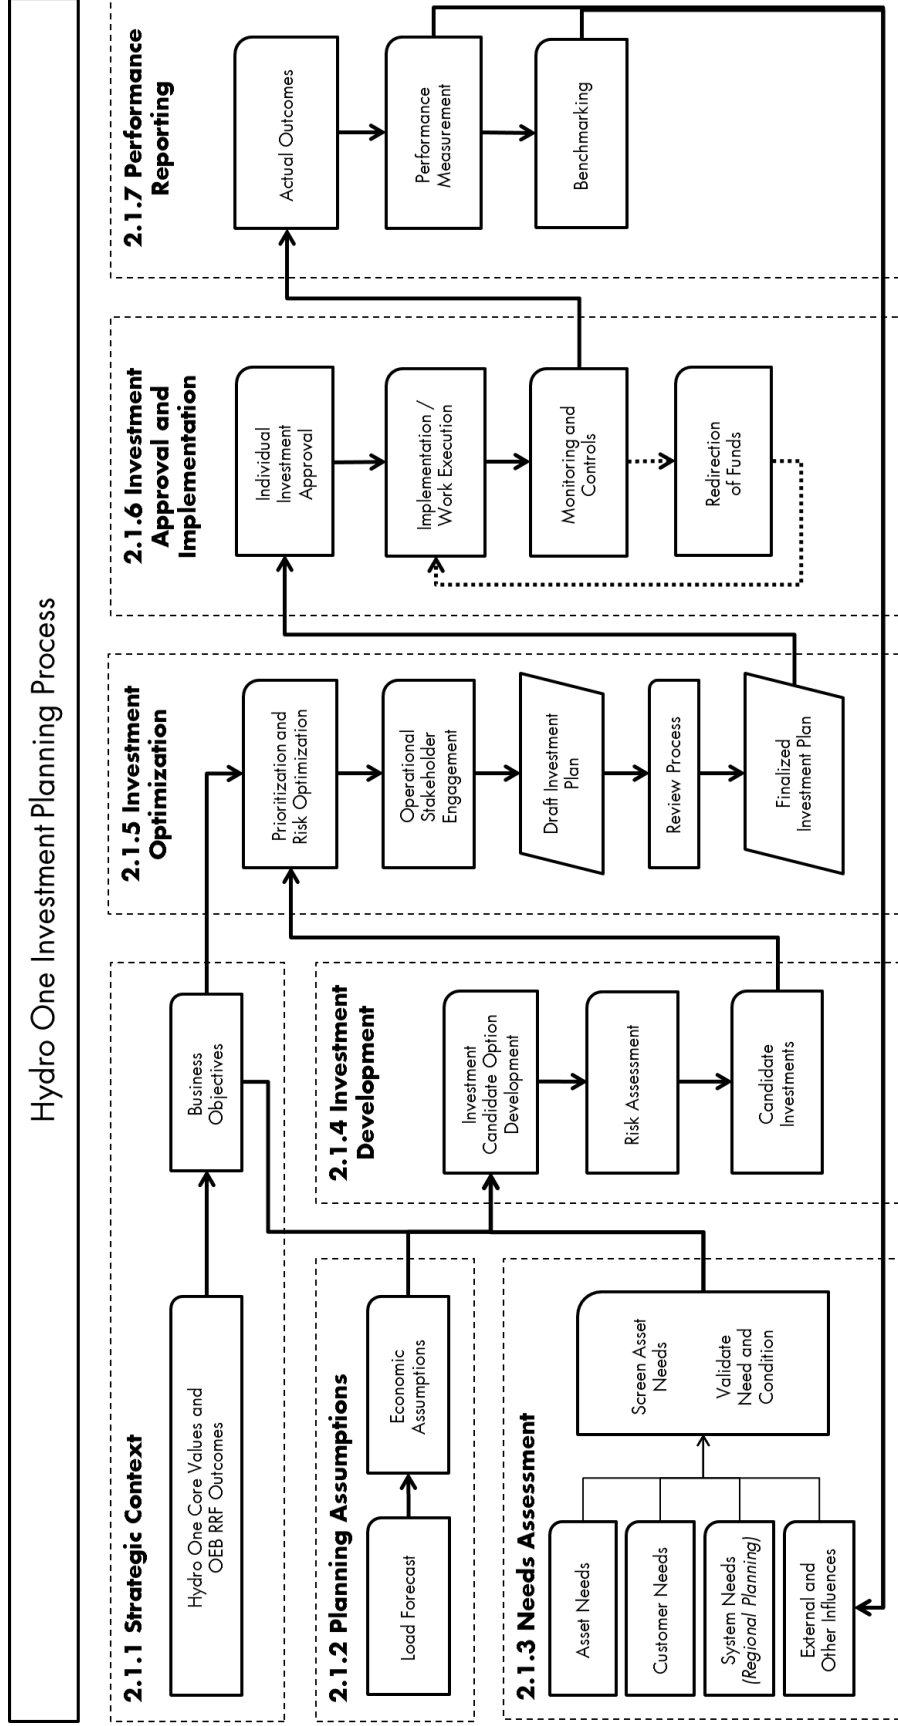 Hydro One Investment Planning Process
2.1.1 Strategic Context
Hydro One Core Values and
OEB RRF Outcomes
Business
Objectives
2.1.2 Planning Assumptions
Load Forecast
Economic
Assumptions
2.1.3 Needs Assessment
Asset Needs
Customer Needs
System Needs
(Regional Planning)
External and
Other Influences
Screen Asset
Needs
Validate
Need and
Condition
2.1.4 Investment
Development
Investment
Candidate Option
Development
Risk Assessment
Candidate
Investments
2.1.5 Investment
Optimization
Prioritization and
Risk Optimization
Operational
Stakeholder
Engagement
Draft Investment
Plan
Review Process
Finalized
Investment Plan
2.1.6 Investment
Approval and
Implementation
Individual
Investment
Approval
Implementation /
Work Execution
Monitoring and
Controls
Redirection
of Funds
2.1.7 Performance
Reporting
Actual Outcomes
Performance
Measurement
Benchmarking